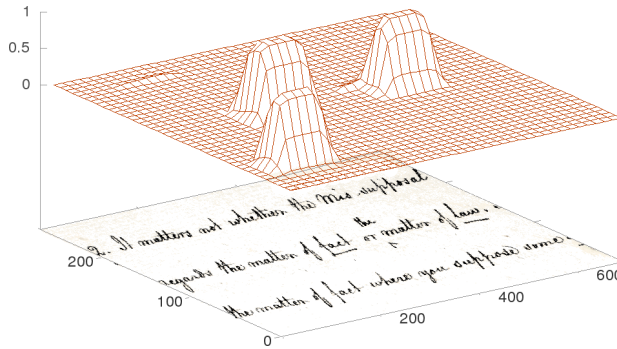 1
0.5
0
2. It matters not whether the Mis supposal
the
regards the matter of fact or matter of Law.
the matter of fact where you suppose some
200
100
0
200
400
600